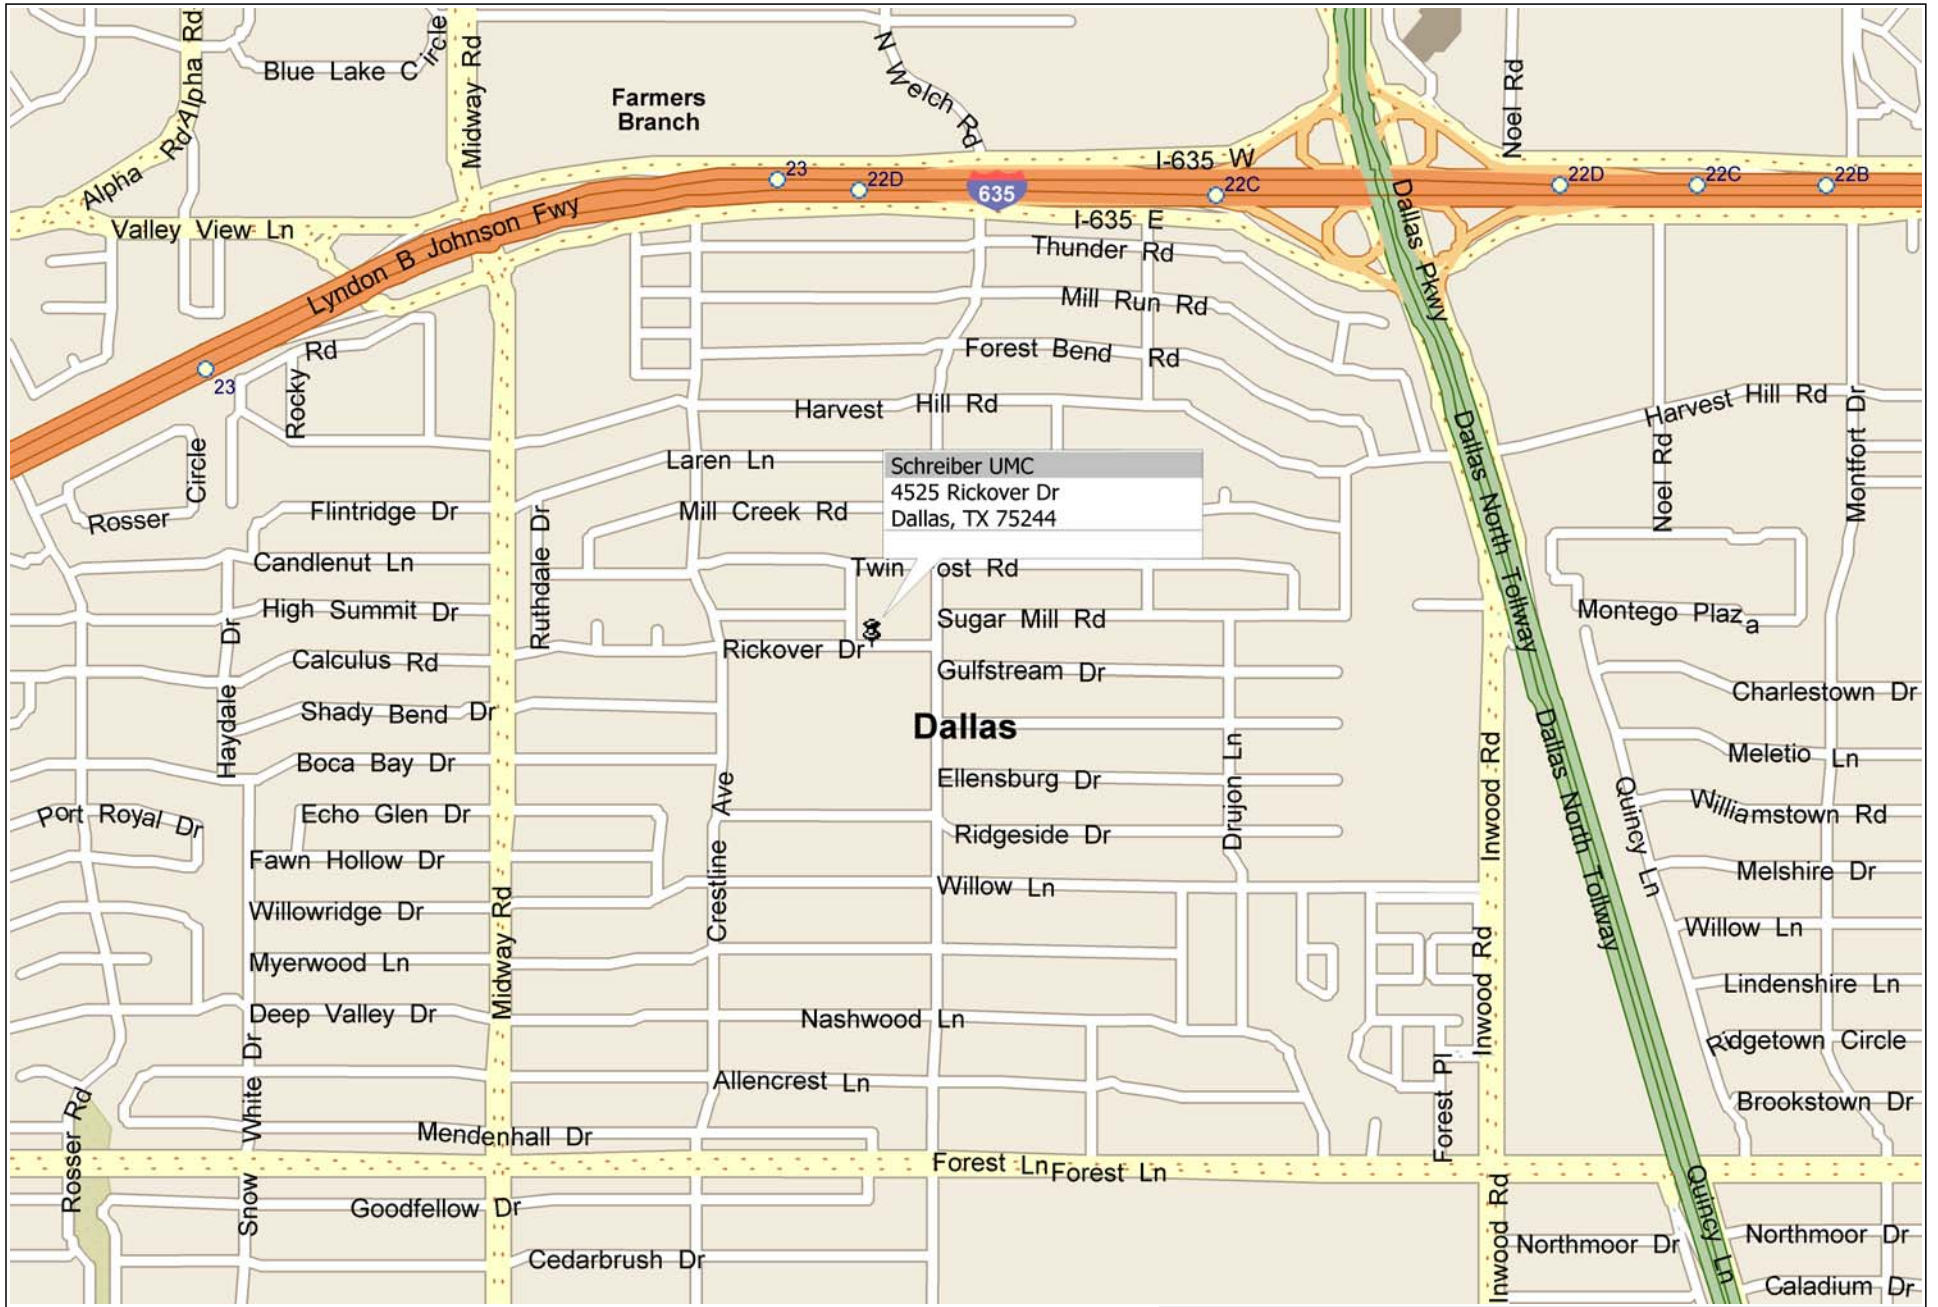 Alpha Rd
Alpha Rd
Alpha Rd
Blue Lake Circle
Midway Rd
Farmers
Branch
N Welch Rd
Noel Rd
I-635 W
23
22D
635
22C
22D
22C
22B
Valley View Ln
Lyndon B Johnson Fwy
I-635 E
Dallas Pkwy
Thunder Rd
Mill Run Rd
Forest Bend Rd
23
Rocky Rd
Harvest Hill Rd
Harvest Hill Rd
Montfort Dr
Noel Rd
Circle
Rosser
Laren Ln
Schreiber UMC
4525 Rickover Dr
Dallas, TX 75244
Dallas North Tollway
Flintridge Dr
Ruthdale Dr
Mill Creek Rd
Candlenut Ln
Twin ost Rd
High Summit Dr
Sugar Mill Rd
Montego Plaza
Haydale Dr
Rickover Dr
Calculus Rd
Gulfstream Dr
Charlestown Dr
Shady Bend Dr
Dallas
Dallas North Tollway
Meletio Ln
Boca Bay Dr
Ellensburg Dr
Drujon Ln
Inwood Rd
Quincy Ln
Williamstown Rd
Port Royal Dr
Echo Glen Dr
Crestline Ave
Ridgeside Dr
Fawn Hollow Dr
Melshire Dr
Willow Ln
Willowridge Dr
Midway Rd
Willow Ln
Inwood Rd
Myerwood Ln
Lindenshire Ln
Deep Valley Dr
Nashwood Ln
Ridgetown Circle
Snow White Dr
Allencrest Ln
Forest Pl
Brookstown Dr
Rosser Rd
Mendenhall Dr
Forest Ln
Forest Ln
Quincy Ln
Inwood Rd
Goodfellow Dr
Northmoor Dr
Northmoor Dr
Cedarbrush Dr
Caladium Dr